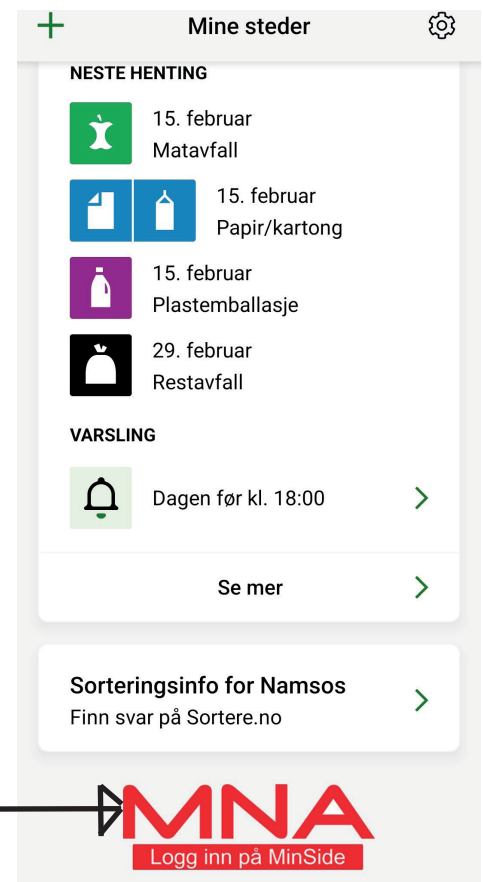 Mine steder
NESTE HENTING
15. februar
Matavfall
15. februar
Papir/kartong
15. februar
Plastemballasje
29. februar
Restavfall
VARSLING
Dagen før kl. 18:00
Se mer
Sorteringsinfo for Namsos
Finn svar på Sortere.no
MNA
Logg inn på MinSide